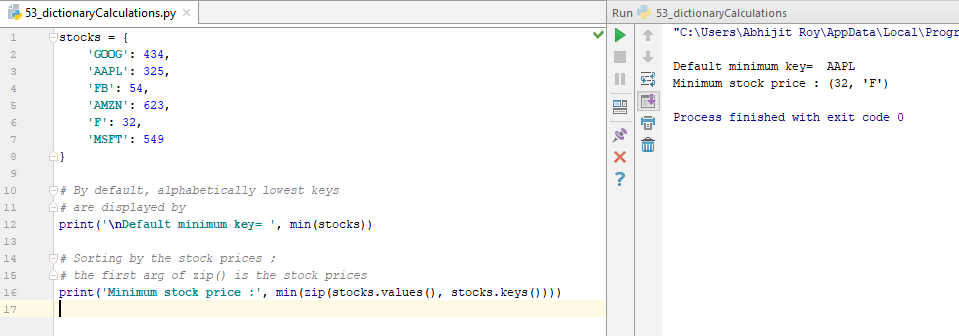 53_dictionaryCalculations.py ×
Run 53_dictionaryCalculations
1 stocks = {
2 'GOOG': 434,
3 'AAPL': 325,
4 'FB': 54,
5 'AMZN': 623,
6 'F': 32,
7 'MSFT': 549
8 }
9
10 # By default, alphabetically lowest keys
11 # are displayed by
12 print('\nDefault minimum key= ', min(stocks))
13
14 # Sorting by the stock prices ;
15 # the first arg of zip() is the stock prices
16 print('Minimum stock price :', min(zip(stocks.values(), stocks.keys())))
17
"C:\Users\Abhijit Roy\AppData\Local\Progr
Default minimum key=  AAPL
Minimum stock price : (32, 'F')
Process finished with exit code 0